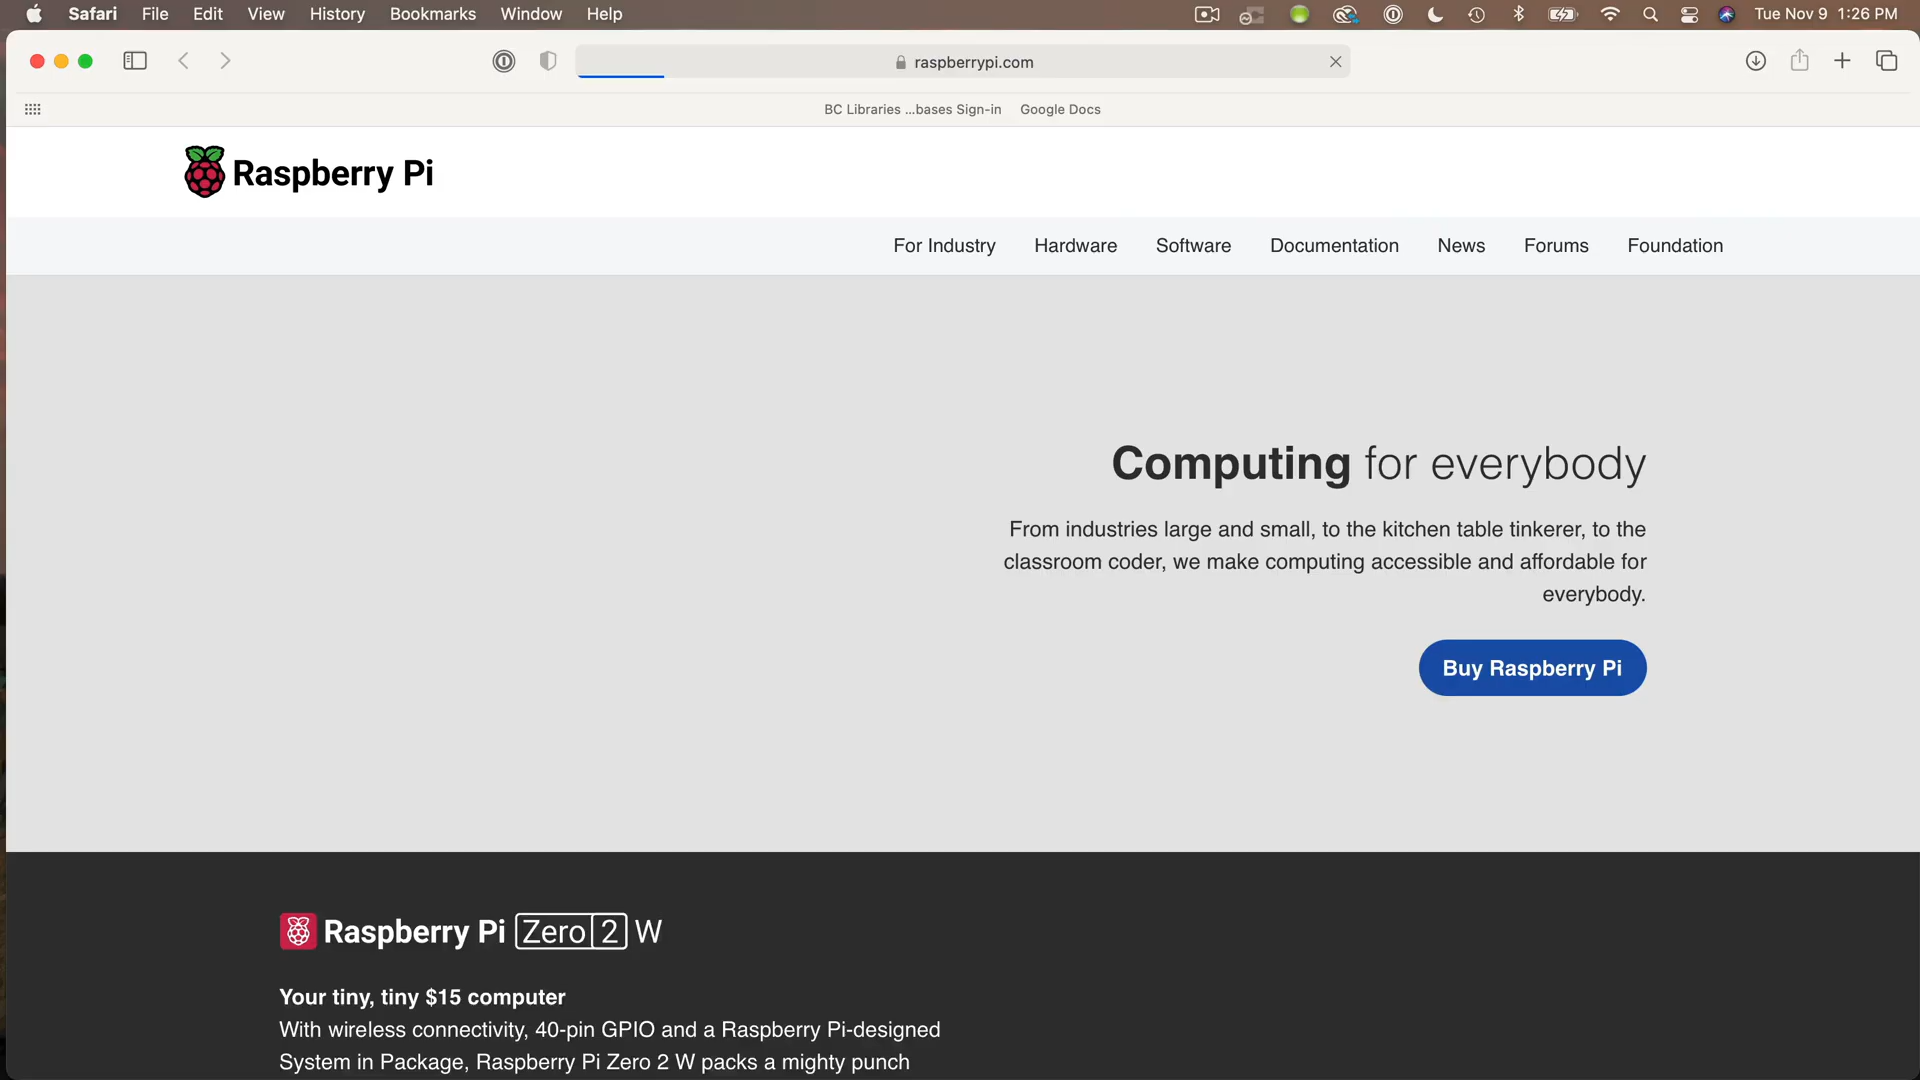 Safari File Edit View History Bookmarks Window Help Tue Nov 9 1:26 PM
raspberrypi.com
BC Libraries ...bases Sign-in Google Docs
Raspberry Pi
For Industry Hardware Software Documentation News Forums Foundation
Computing for everybody
From industries large and small, to the kitchen table tinkerer, to the
classroom coder, we make computing accessible and affordable for
everybody.
Buy Raspberry Pi
Raspberry Pi Zero 2 W
Your tiny, tiny $15 computer
With wireless connectivity, 40-pin GPIO and a Raspberry Pi-designed
System in Package, Raspberry Pi Zero 2 W packs a mighty punch